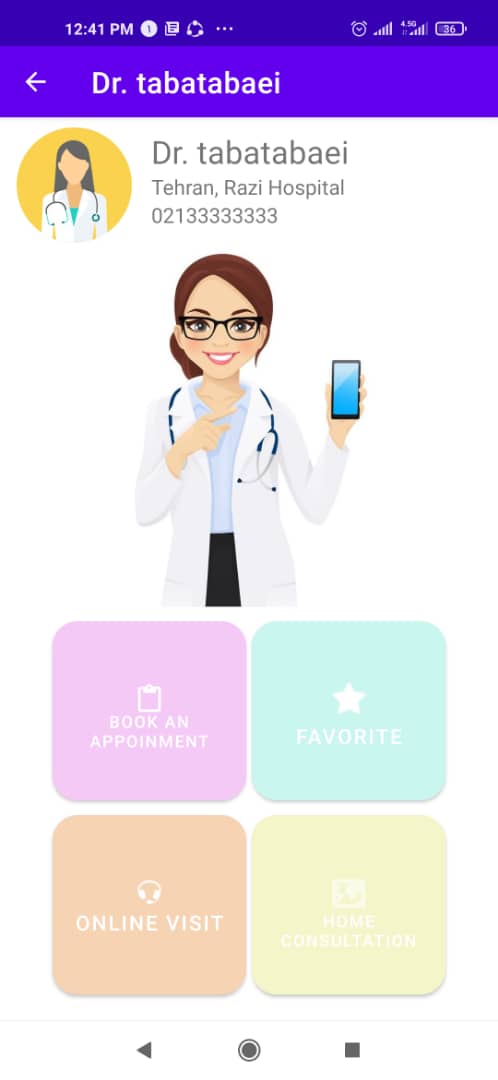 12:41 PM
1
4.5G
36
Dr. tabatabaei
Dr. tabatabaei
Tehran, Razi Hospital
02133333333
BOOK AN
APPOINMENT
FAVORITE
ONLINE VISIT
HOME
CONSULTATION